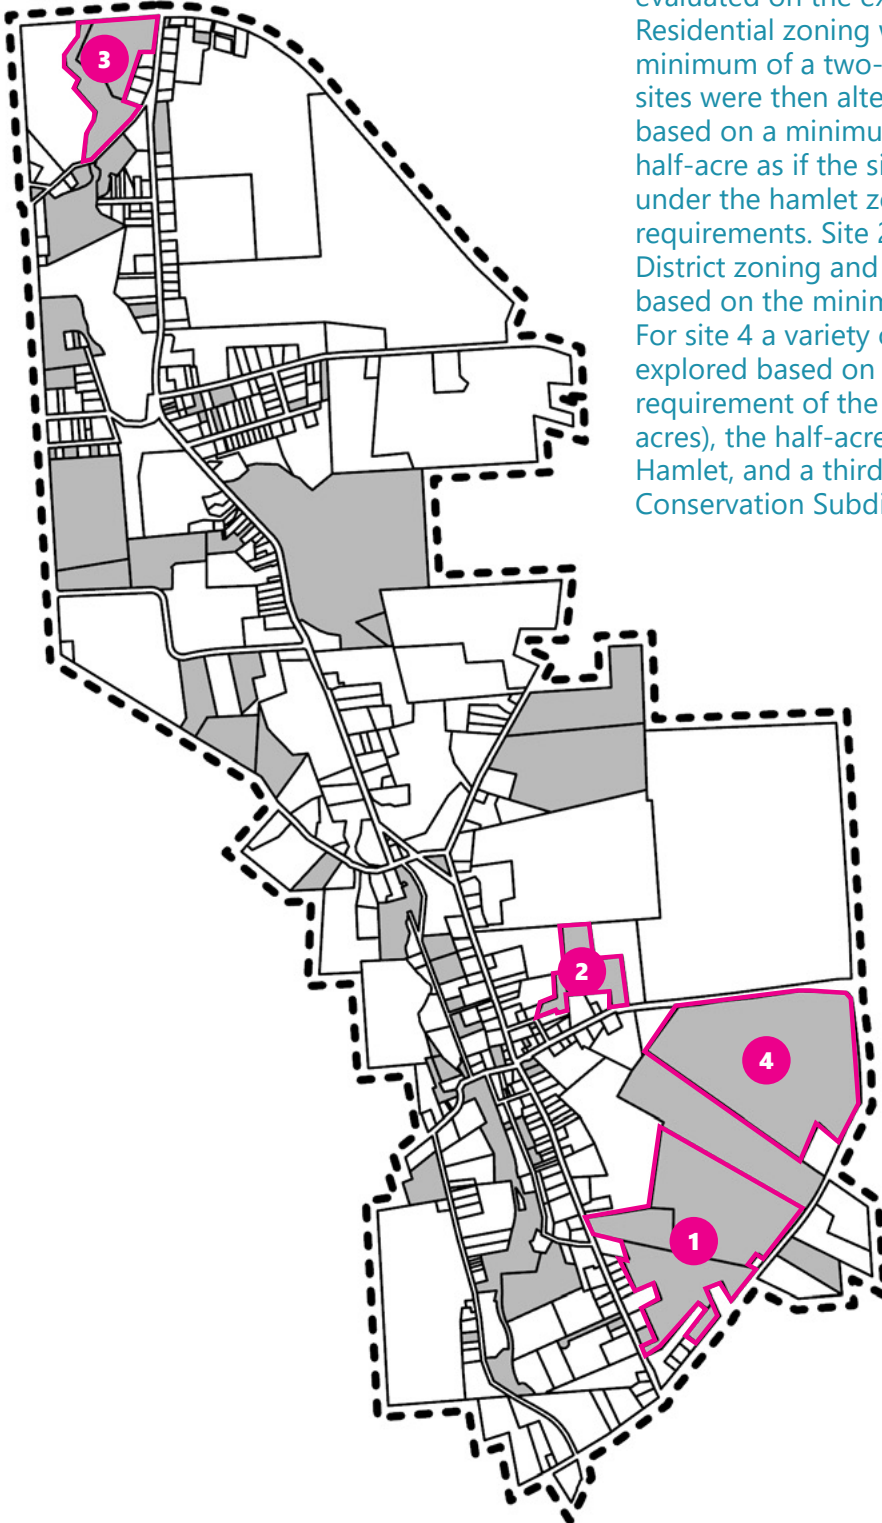 evaluated on the ex
Residential zoning
minimum of a two-
sites were then alte
based on a minimu
half-acre as if the si
under the hamlet z
requirements. Site 2
District zoning and
based on the minin
For site 4 a variety
explored based on
requirement of the
acres), the half-acre
Hamlet, and a third
Conservation Subdi
3
2
4
1